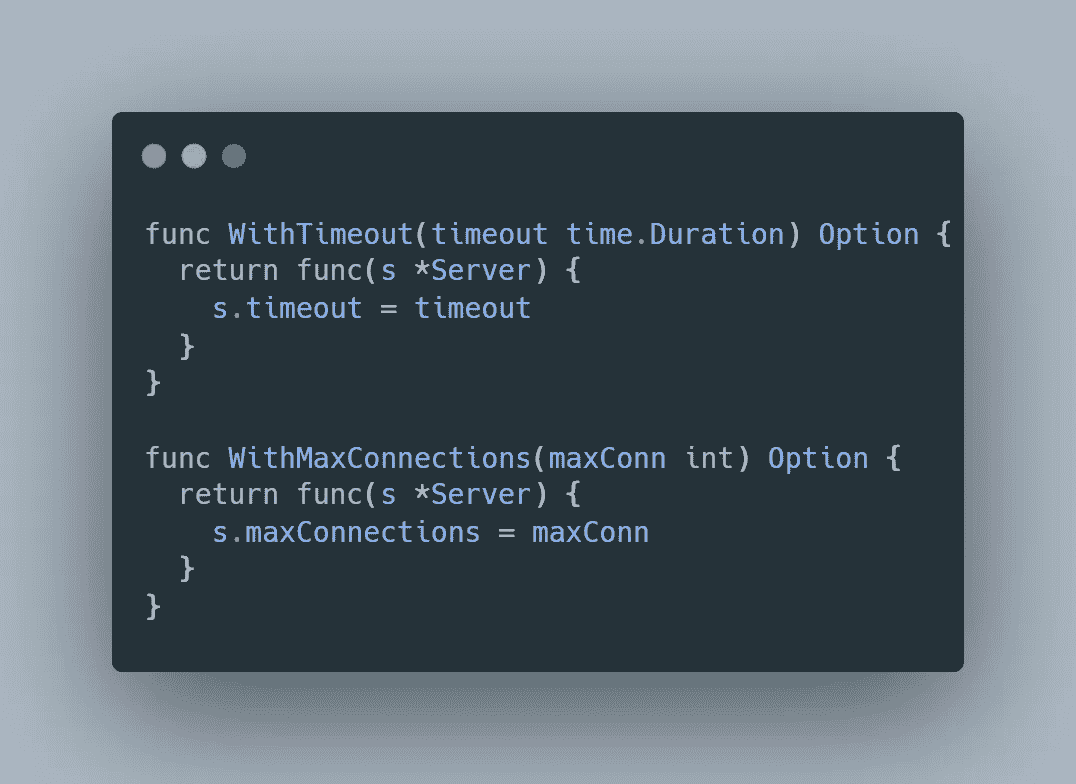 func WithTimeout(timeout time.Duration) Option {
  return func(s *Server) {
    s.timeout = timeout
  }
}

func WithMaxConnections(maxConn int) Option {
  return func(s *Server) {
    s.maxConnections = maxConn
  }
}